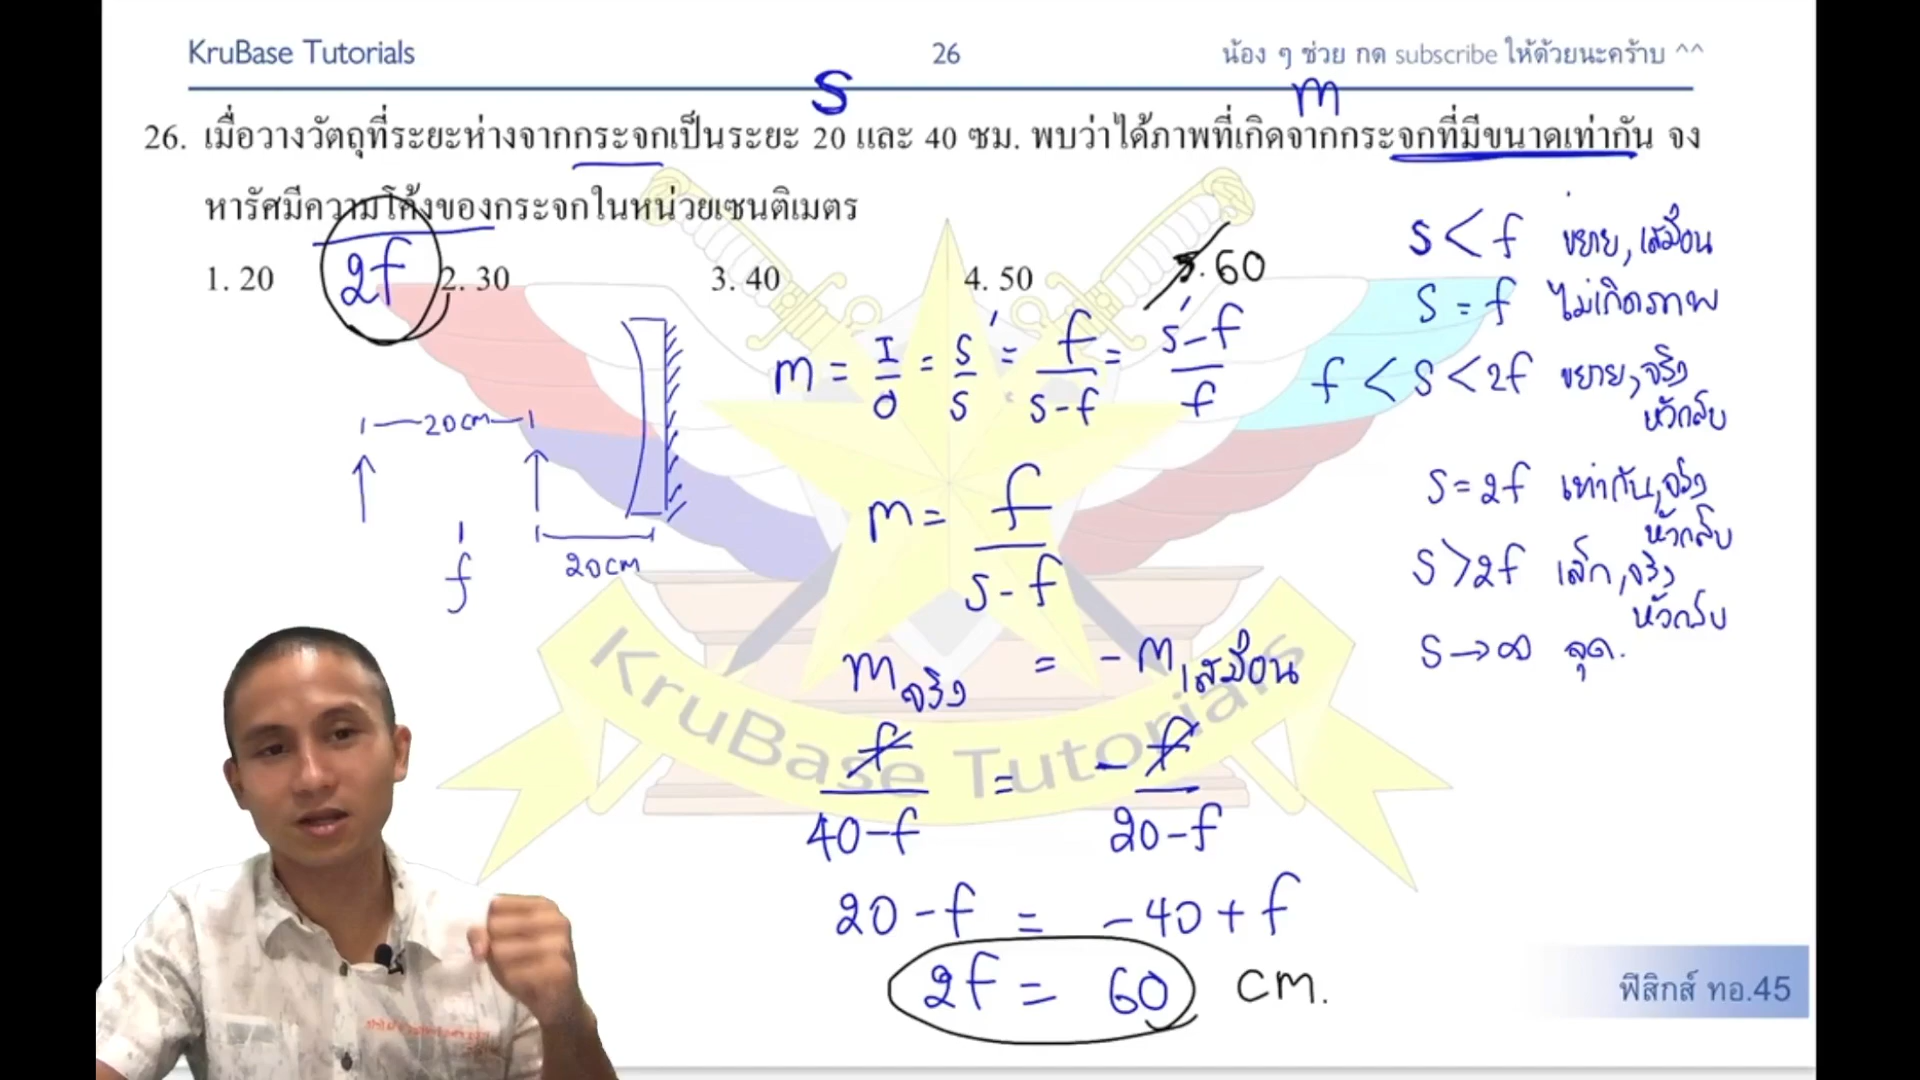 KruBase Tutorials 26 น้อง ๆ ช่วย กด subscribe ให้ด้วยนะคร้าบ ^^
s m
26. เมื่อวางวัตถุที่ระยะห่างจากกระจกเป็นระยะ 20 และ 40 ซม. พบว่าได้ภาพที่เกิดจากกระจกที่มีขนาดเท่ากัน จง
หารัศมีความโค้งของกระจกในหน่วยเซนติเมตร
1. 20 2f 2. 30 3. 40 4. 50 5. 60
s < f ขยาย, เสมือน
s = f ไม่เกิดภาพ
f < s < 2f ขยาย, จริง
หัวกลับ
s = 2f เท่ากัน, จริง
หัวกลับ
s > 2f เล็ก, จริง
หัวกลับ
s → ∞ จุด.
20cm
f
20cm
m = I/O = s'/s = f/s-f = s'-f/f
m = f/s-f
m จริง = - m เสมือน
f/40-f = -f/20-f
20 - f = - 40 + f
2f = 60 cm.
KruBase Tutorials
ฟิสิกส์ ทอ.45